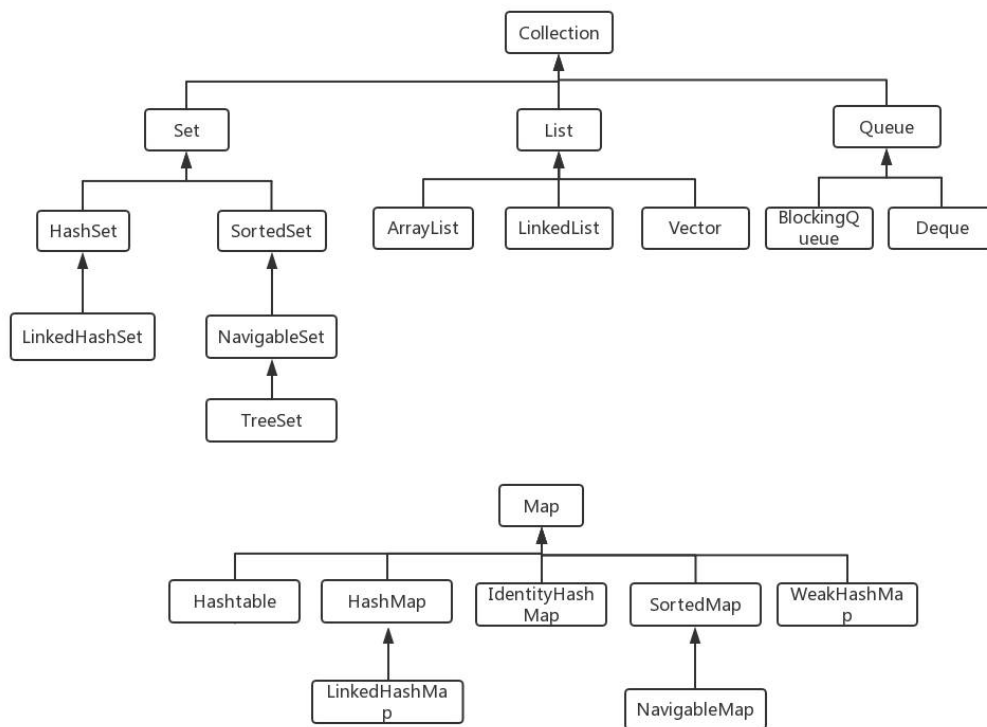 Collection
Set
List
Queue
HashSet
SortedSet
ArrayList
LinkedList
Vector
BlockingQ
ueue
Deque
LinkedHashSet
NavigableSet
TreeSet
Map
Hashtable
HashMap
IdentityHash
Map
SortedMap
WeakHashMa
p
LinkedHashMa
p
NavigableMap